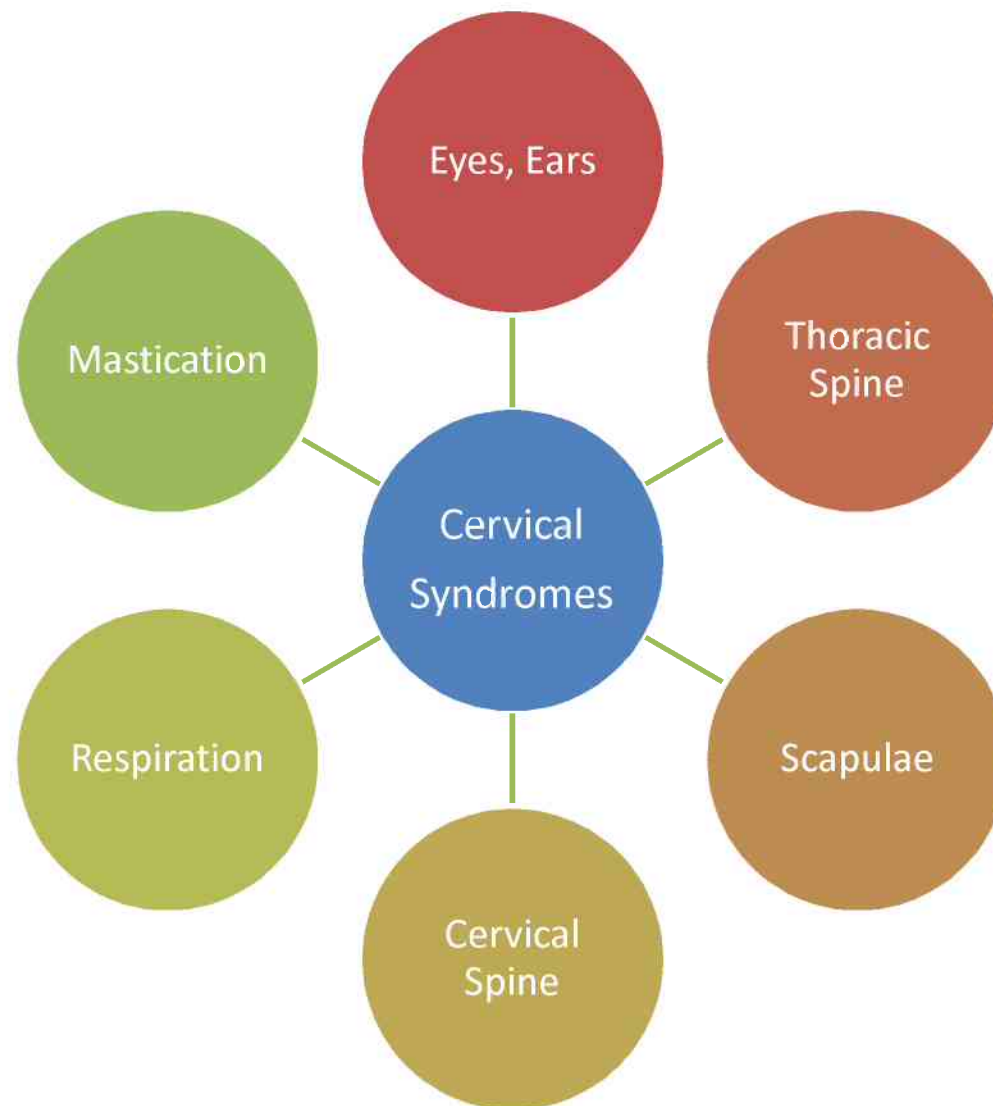 Eyes, Ears
Thoracic
Spine
Mastication
Cervical
Syndromes
Respiration
Scapulae
Cervical
Spine